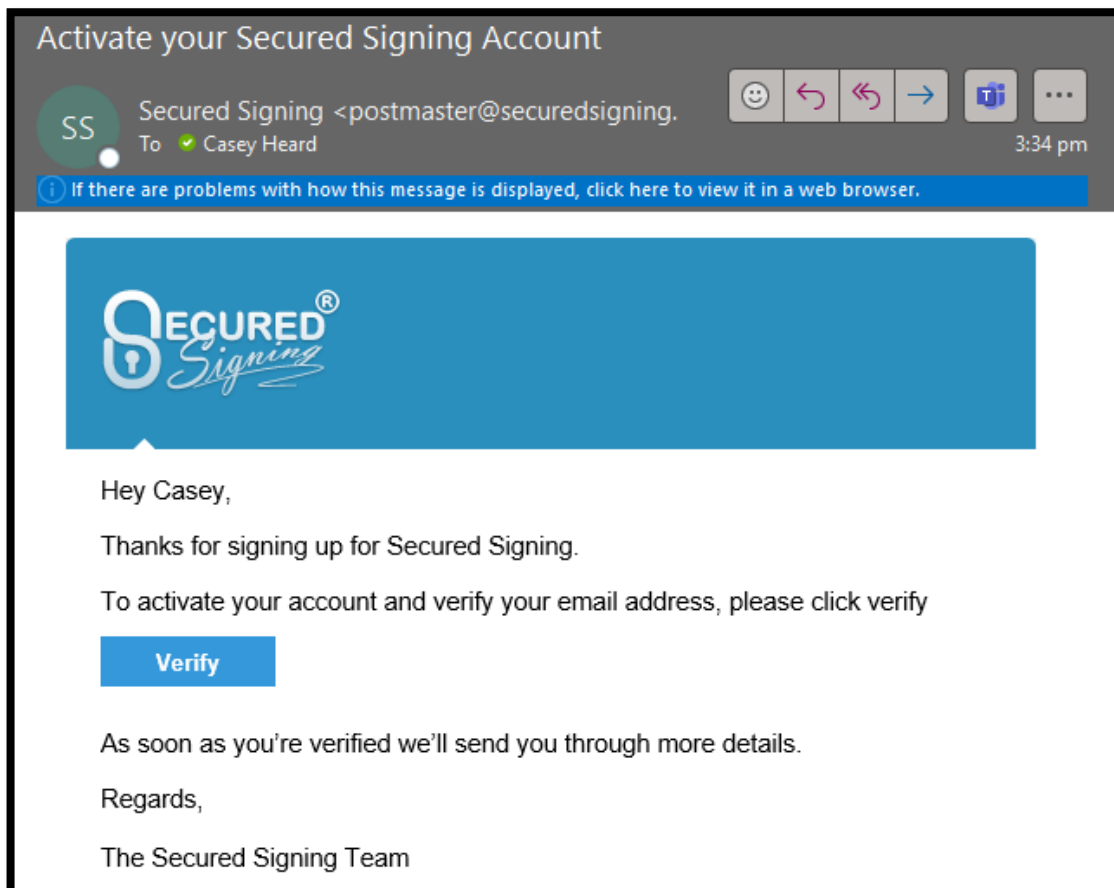 Activate your Secured Signing Account
SS
Secured Signing <postmaster@securedsigning.
To Casey Heard
3:34 pm
If there are problems with how this message is displayed, click here to view it in a web browser.
SECURED®
Signing
Hey Casey,
Thanks for signing up for Secured Signing.
To activate your account and verify your email address, please click verify
Verify
As soon as you’re verified we’ll send you through more details.
Regards,
The Secured Signing Team